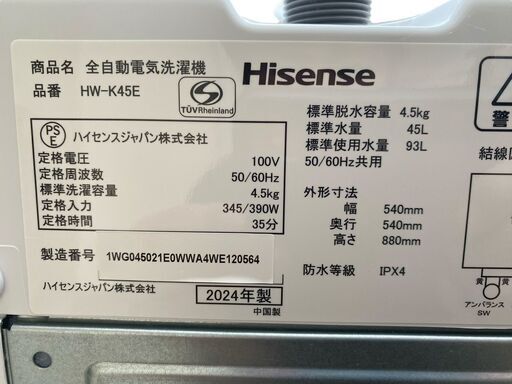 商品名 全自動電気洗濯機
品番 HW-K45E
S
TÜVRheinland
Hisense
PS
E
ハイセンスジャパン株式会社
定格電圧 100V
定格周波数 50/60Hz
標準洗濯容量 4.5kg
定格入力 345/390W
定格時間 35分
製造番号 1WG045021E0WWA4WE120564
ハイセンスジャパン株式会社
2024年製
中国製
標準脱水容量 4.5kg
標準水量 45L
標準使用水量 93L
50/60Hz共用
外形寸法
幅 540mm
奥行 540mm
高さ 880mm
防水等級 IPX4
警
結線図
黄 黄
アンバランス
SW